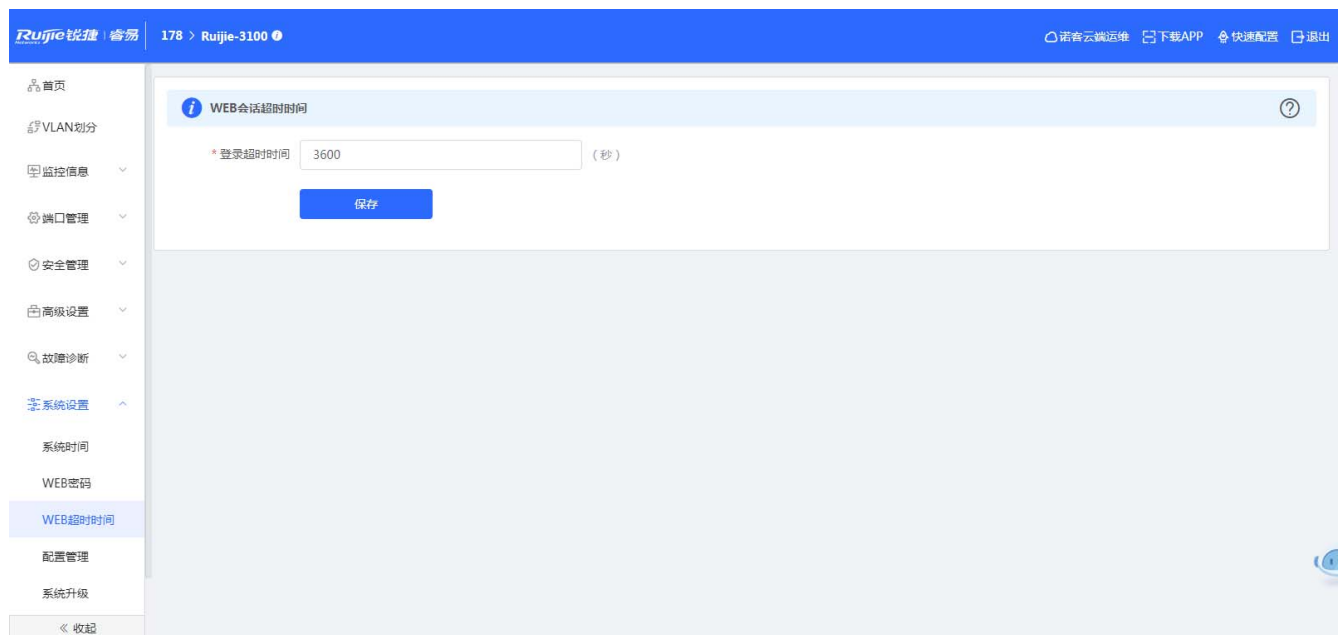 Ruijie锐捷 | 睿易
Networks
178 > Ruijie-3100
诺客云端运维 下载APP 快速配置 退出
首页
VLAN划分
监控信息
端口管理
安全管理
高级设置
故障诊断
系统设置
系统时间
WEB密码
WEB超时时间
配置管理
系统升级
《 收起
WEB会话超时时间
* 登录超时时间 3600 (秒)
保存